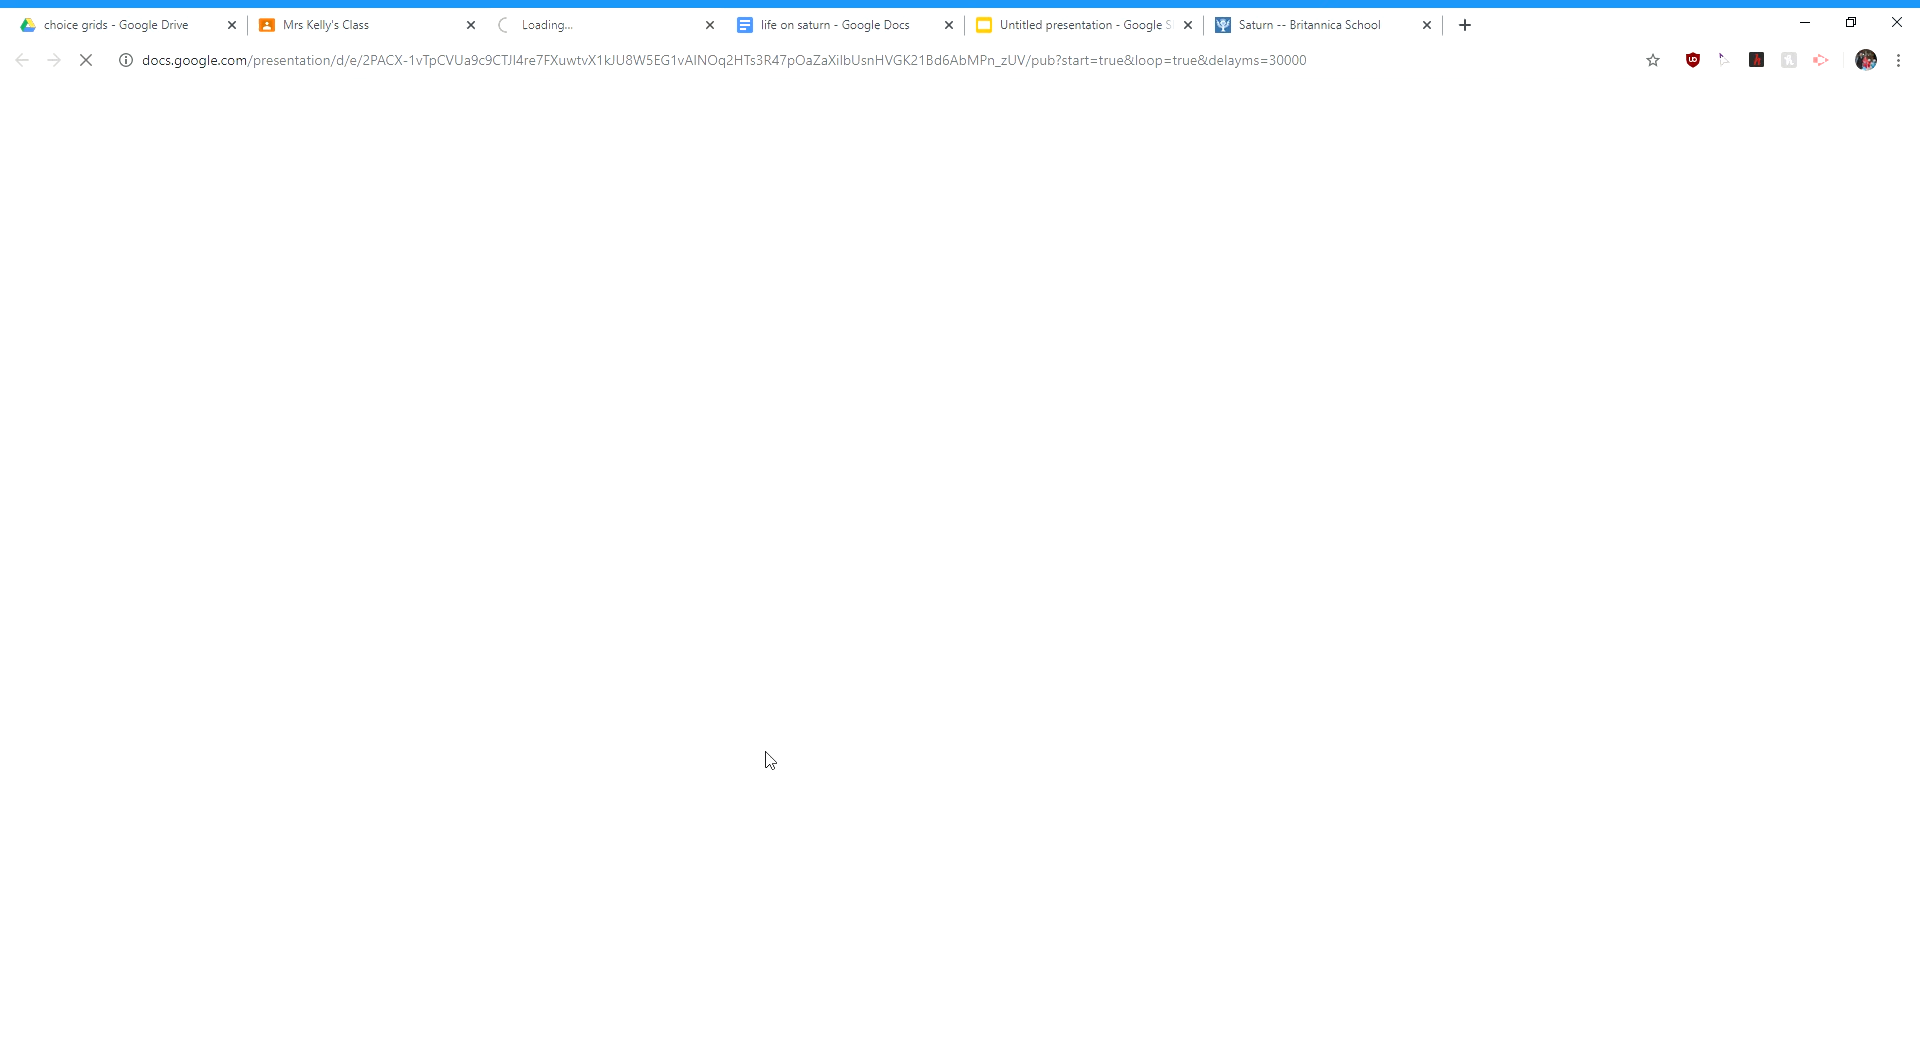 choice grids - Google Drive
Mrs Kelly's Class
Loading...
life on saturn - Google Docs
Untitled presentation - Google S
Saturn -- Britannica School
docs.google.com/presentation/d/e/2PACX-1vTpCVUa9c9CTJl4re7FXuwtvX1kJU8W5EG1vAlNOq2HTs3R47pOaZaXilbUsnHVGK21Bd6AbMPn_zUV/pub?start=true&loop=true&delayms=30000